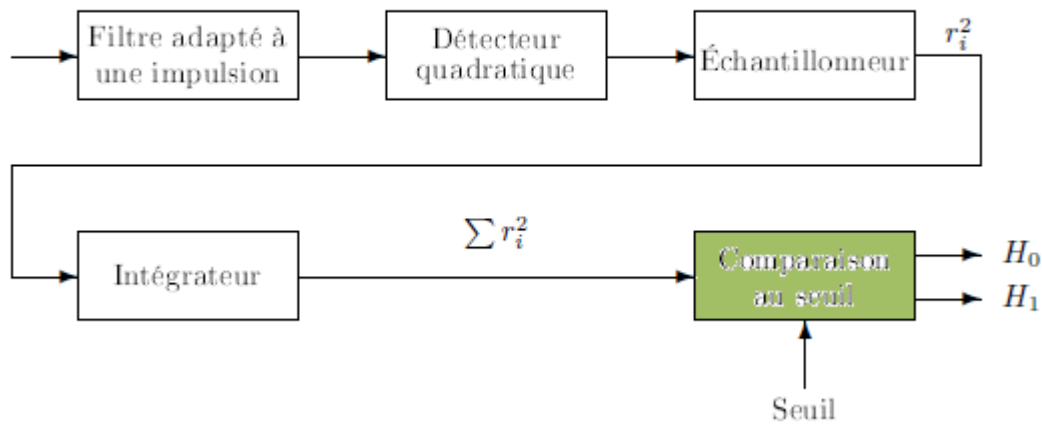 Filtre adapté à
une impulsion
Détecteur
quadratique
Échantillonneur
r_i^2
Intégrateur
∑ r_i^2
Comparaison
au seuil
H_0
H_1
Seuil